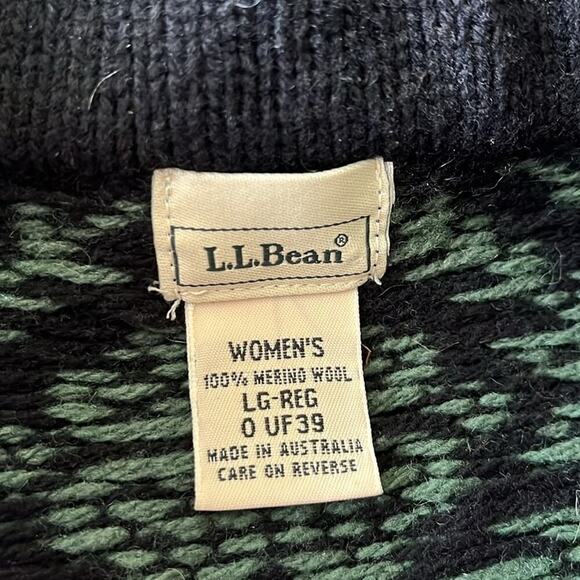 L.L.Bean®
WOMEN'S
100% MERINO WOOL
LG-REG
0 UF39
MADE IN AUSTRALIA
CARE ON REVERSE